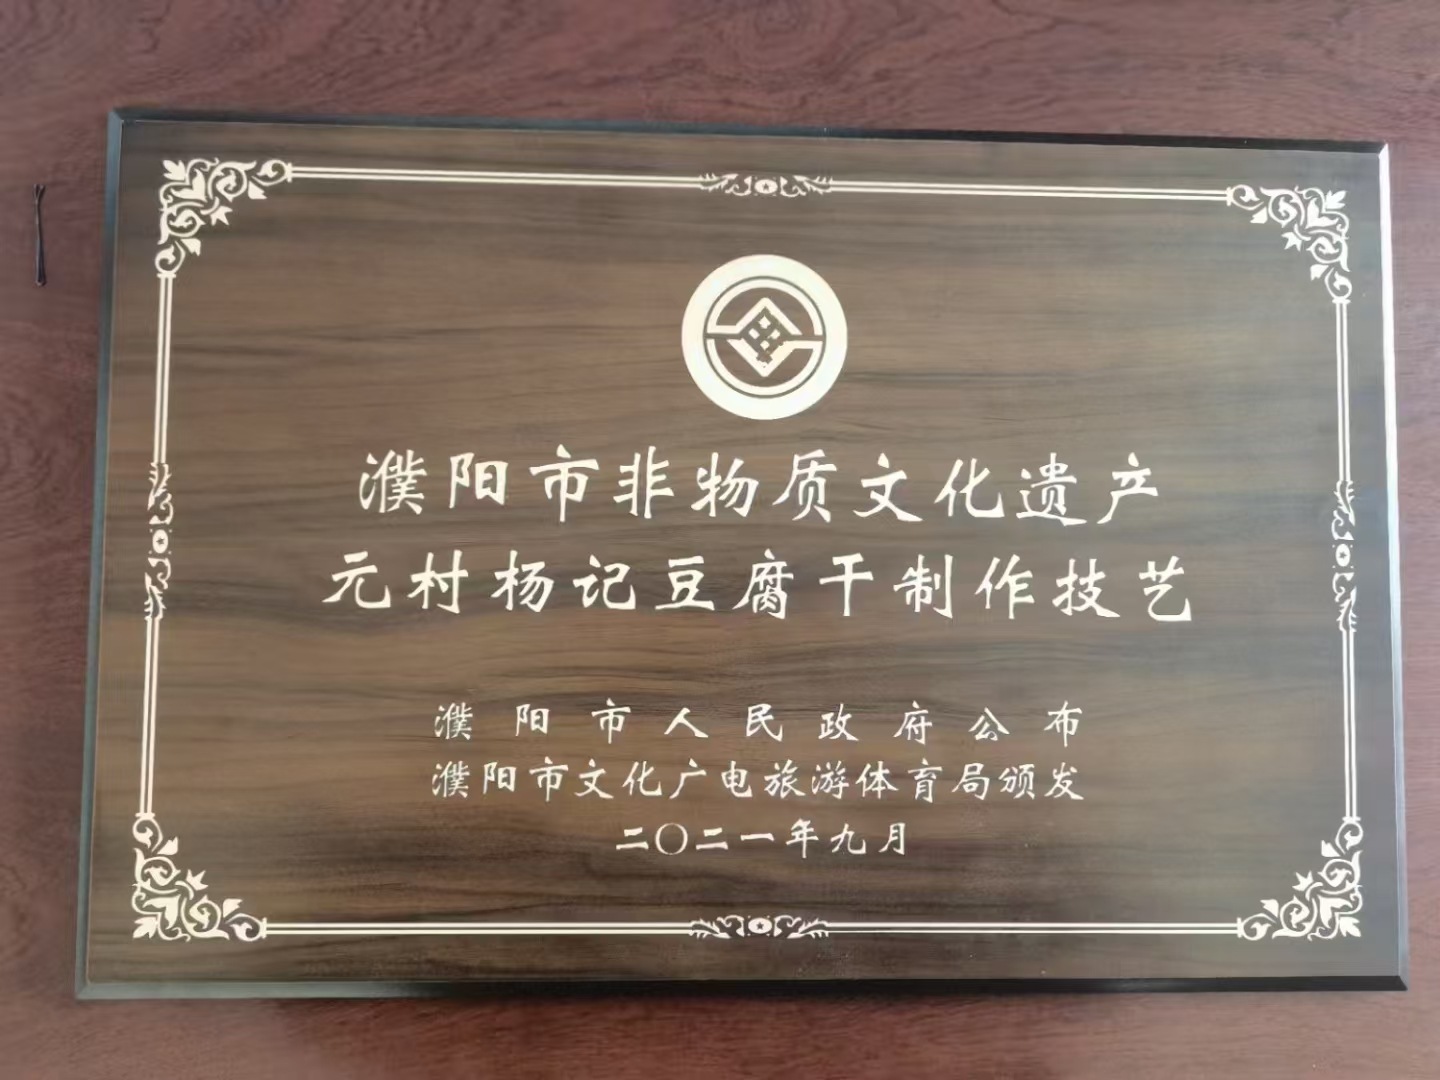 濮阳市非物质文化遗产
元村杨记豆腐干制作技艺
濮阳市人民政府公布
濮阳市文化广电旅游体育局颁发
二〇二一年九月